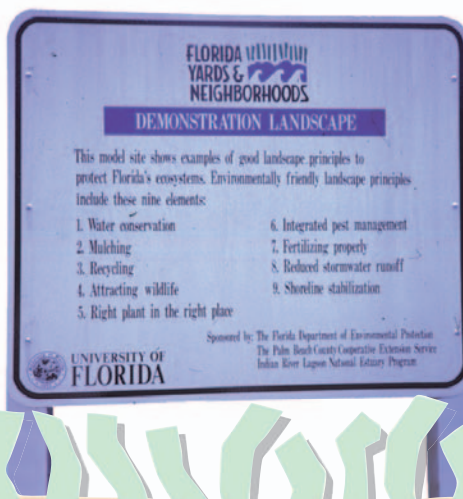 FLORIDA
YARDS &
NEIGHBORHOODS
DEMONSTRATION LANDSCAPE
This model site shows examples of good landscape principles to
protect Florida's ecosystems. Environmentally friendly landscape principles
include these nine elements:
1. Water conservation
2. Mulching
3. Recycling
4. Attracting wildlife
5. Right plant in the right place
6. Integrated pest management
7. Fertilizing properly
8. Reduced stormwater runoff
9. Shoreline stabilization
Sponsored by: The Florida Department of Environmental Protection
The Palm Beach County Cooperative Extension Service
Indian River Lagoon National Estuary Program
UNIVERSITY OF
FLORIDA